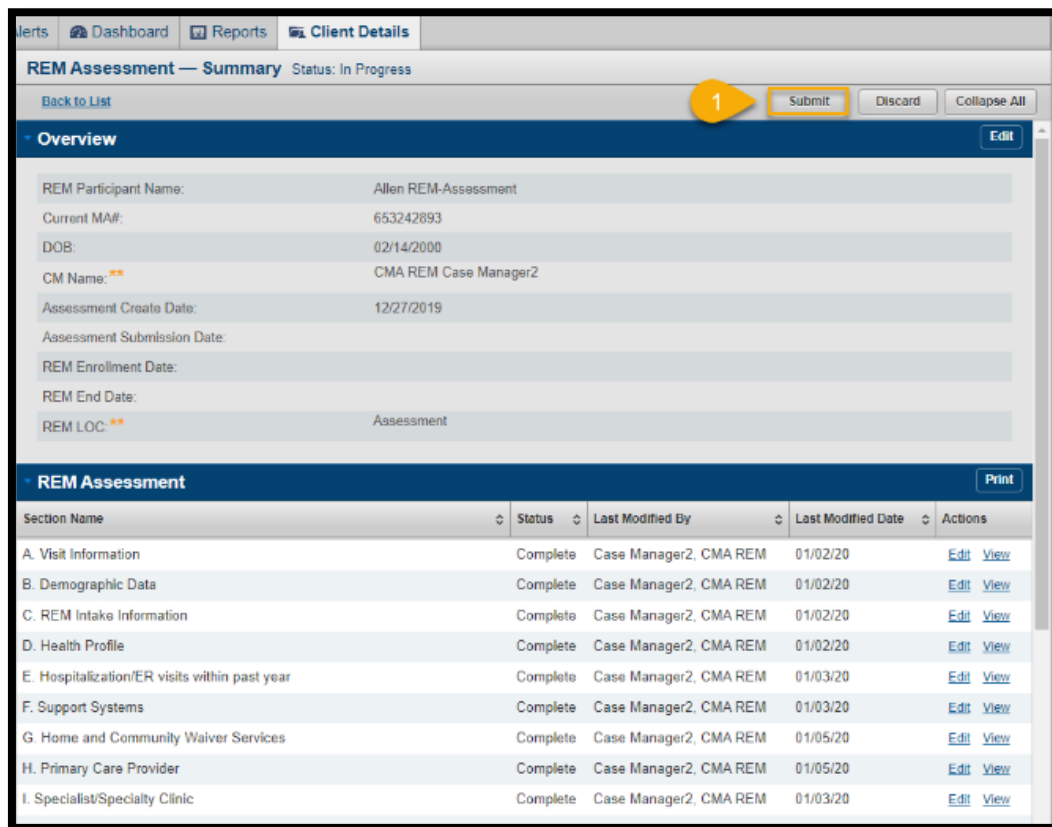 Alerts Dashboard Reports Client Details
REM Assessment — Summary Status: In Progress
Back to List 1 Submit Discard Collapse All
Overview Edit
REM Participant Name: Allen REM-Assessment
Current MA#: 653242893
DOB: 02/14/2000
CM Name:** CMA REM Case Manager2
Assessment Create Date: 12/27/2019
Assessment Submission Date:
REM Enrollment Date:
REM End Date:
REM LOC:** Assessment
REM Assessment Print
Section Name Status Last Modified By Last Modified Date Actions
A. Visit Information Complete Case Manager2, CMA REM 01/02/20 Edit View
B. Demographic Data Complete Case Manager2, CMA REM 01/02/20 Edit View
C. REM Intake Information Complete Case Manager2, CMA REM 01/02/20 Edit View
D. Health Profile Complete Case Manager2, CMA REM 01/02/20 Edit View
E. Hospitalization/ER visits within past year Complete Case Manager2, CMA REM 01/03/20 Edit View
F. Support Systems Complete Case Manager2, CMA REM 01/03/20 Edit View
G. Home and Community Waiver Services Complete Case Manager2, CMA REM 01/05/20 Edit View
H. Primary Care Provider Complete Case Manager2, CMA REM 01/05/20 Edit View
I. Specialist/Specialty Clinic Complete Case Manager2, CMA REM 01/03/20 Edit View